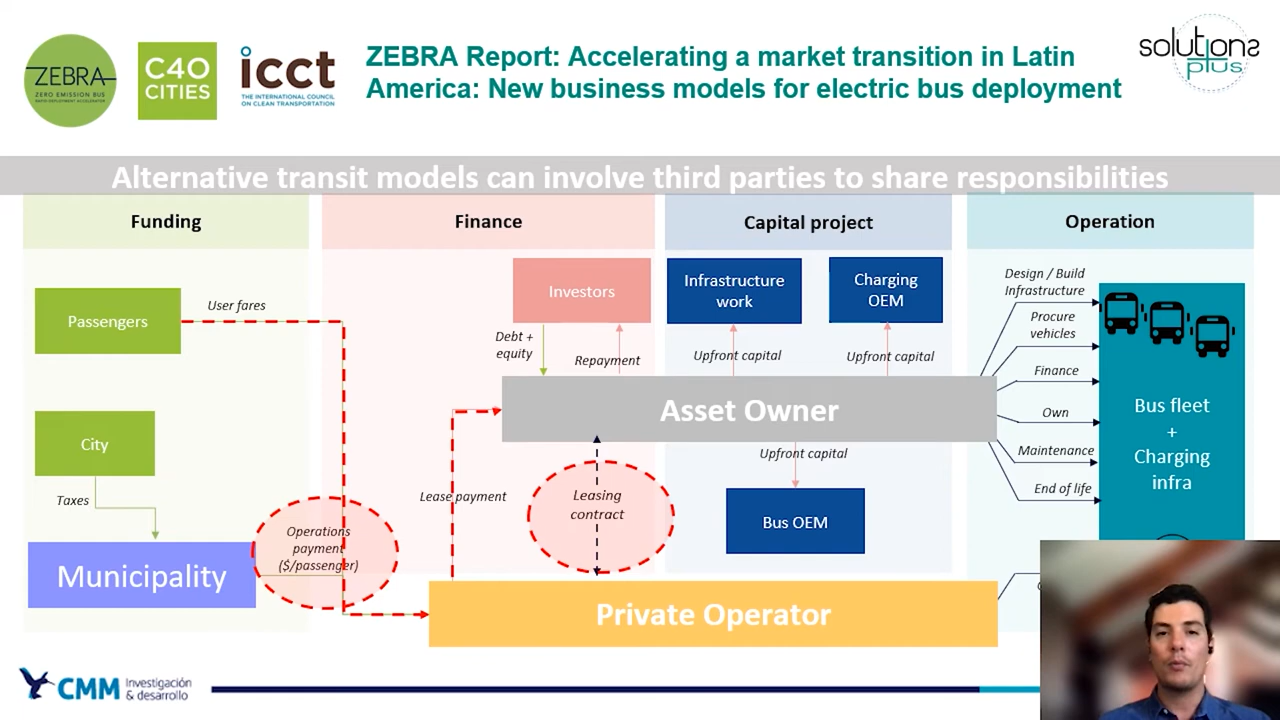 ZEBRA
ZERO EMISSION BUS
RAPID-DEPLOYMENT ACCELERATOR
C40
CITIES
icct
THE INTERNATIONAL COUNCIL
ON CLEAN TRANSPORTATION
ZEBRA Report: Accelerating a market transition in Latin
America: New business models for electric bus deployment
solutions
plus
Alternative transit models can involve third parties to share responsibilities
Funding
Finance
Capital project
Operation
Passengers
User fares
City
Taxes
Municipality
Operations
payment
($/passenger)
Investors
Debt +
equity
Repayment
Infrastructure
work
Charging
OEM
Upfront capital
Upfront capital
Asset Owner
Upfront capital
Lease payment
Leasing
contract
Bus OEM
Private Operator
Design / Build
Infrastructure
Procure
vehicles
Finance
Own
Maintenance
End of life
Bus fleet
+
Charging
infra
CMM
Investigación
& desarrollo